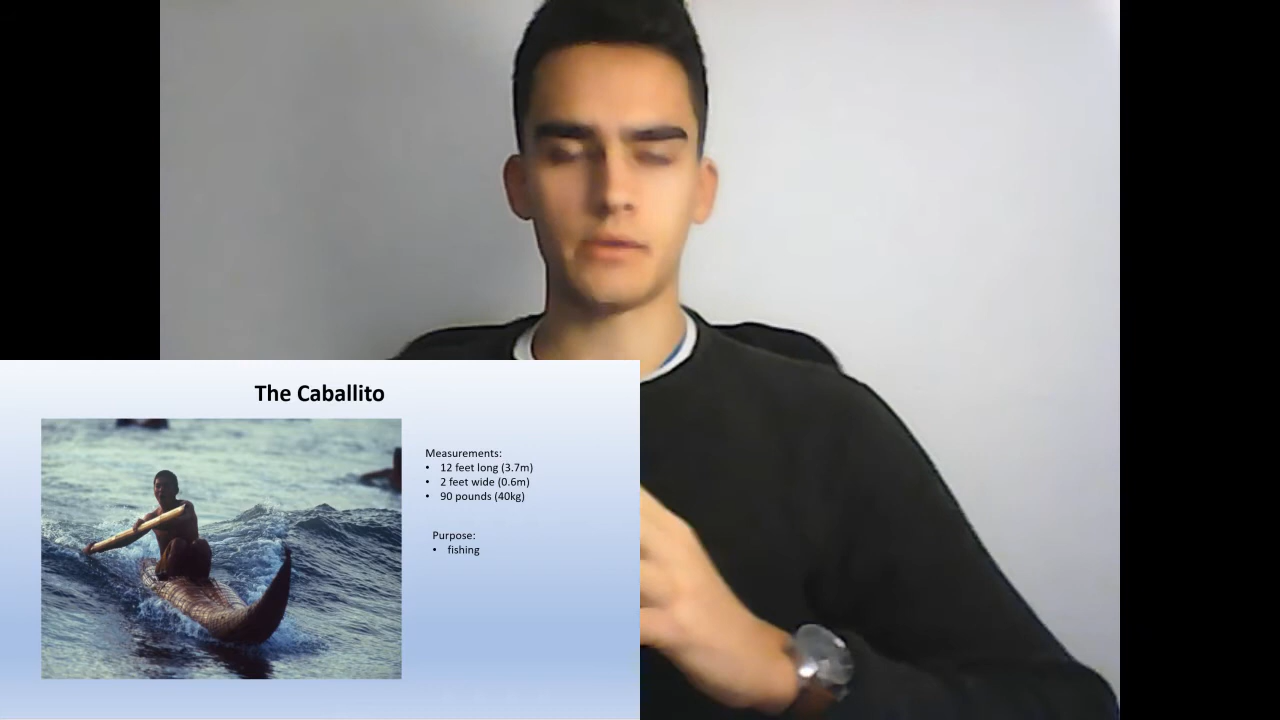 The Caballito
Measurements:
• 12 feet long (3.7m)
• 2 feet wide (0.6m)
• 90 pounds (40kg)
Purpose:
• fishing